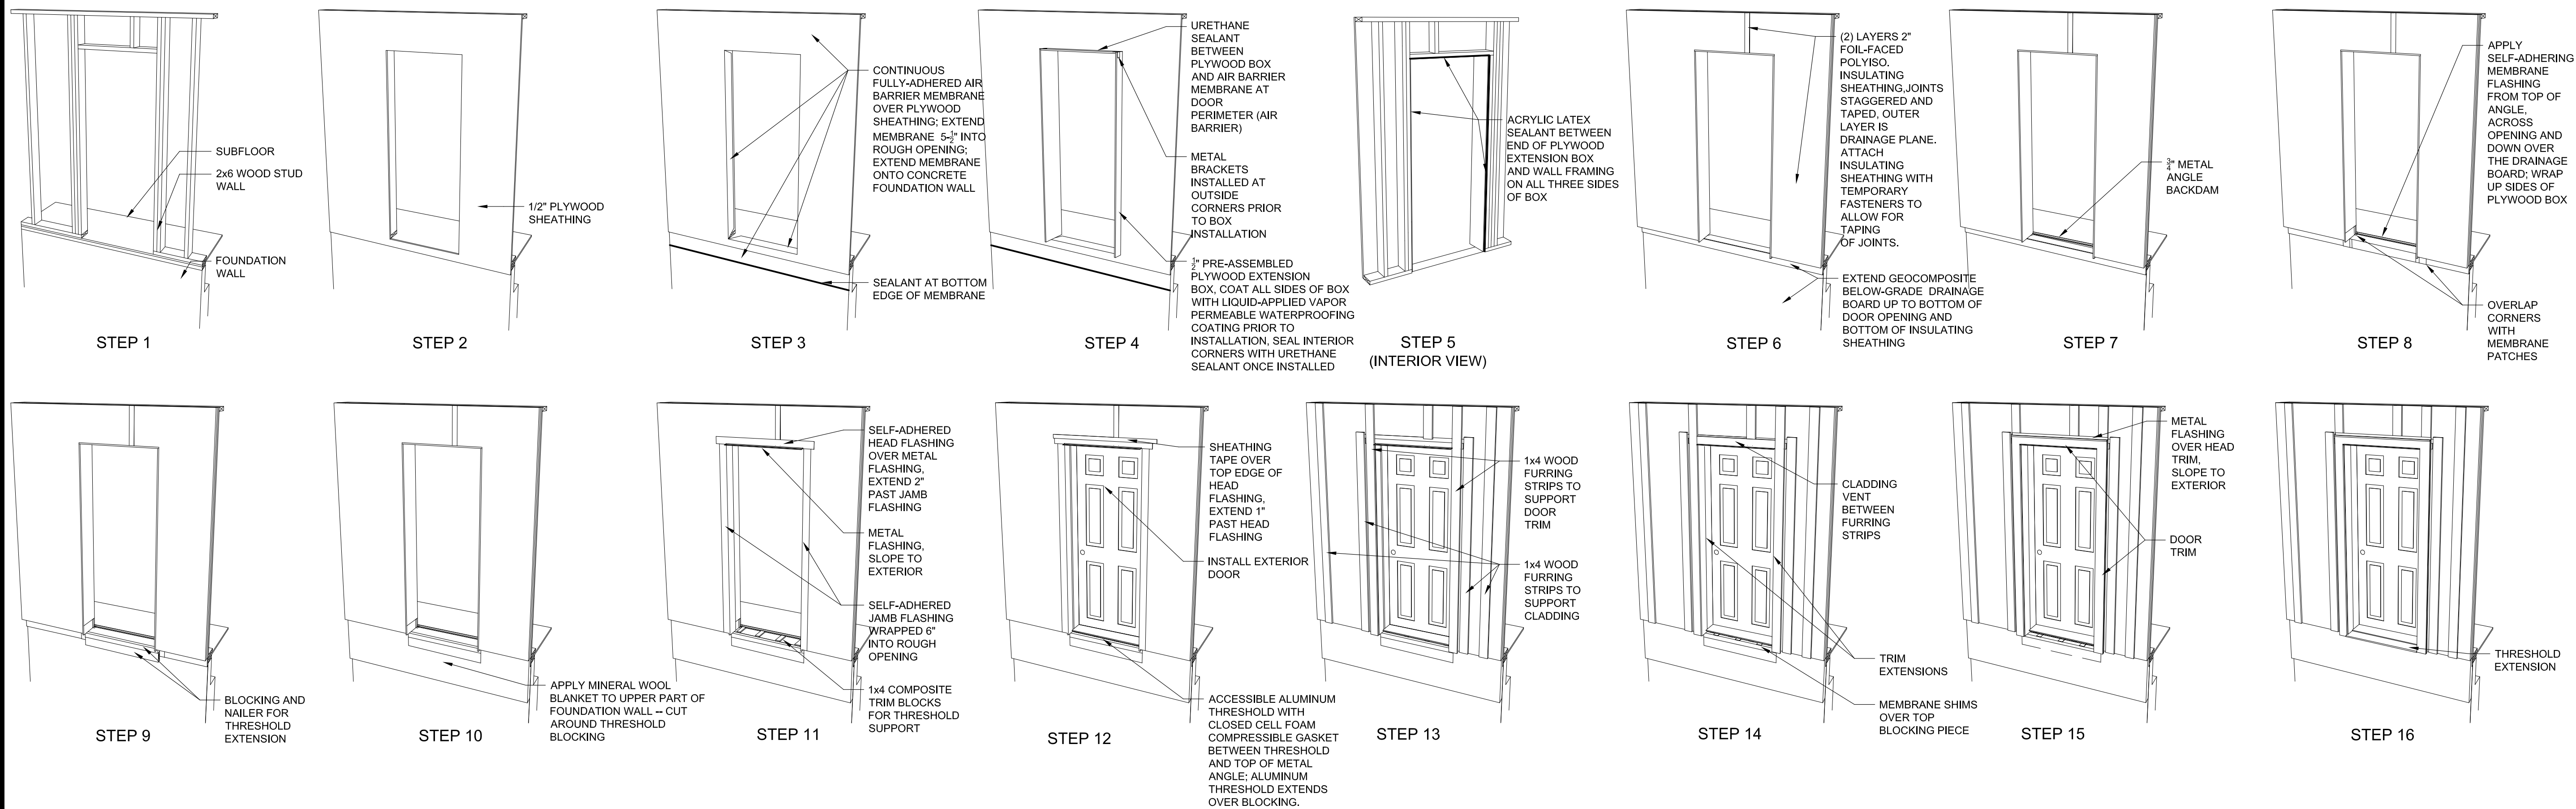 SUBFLOOR
2x6 WOOD STUD
WALL
FOUNDATION
WALL
STEP 1
1/2" PLYWOOD
SHEATHING
STEP 2
CONTINUOUS
FULLY-ADHERED AIR
BARRIER MEMBRANE
OVER PLYWOOD
SHEATHING; EXTEND
MEMBRANE 5-½" INTO
ROUGH OPENING;
EXTEND MEMBRANE
ONTO CONCRETE
FOUNDATION WALL
SEALANT AT BOTTOM
EDGE OF MEMBRANE
STEP 3
URETHANE
SEALANT
BETWEEN
PLYWOOD BOX
AND AIR BARRIER
MEMBRANE AT
DOOR
PERIMETER (AIR
BARRIER)
METAL
BRACKETS
INSTALLED AT
OUTSIDE
CORNERS PRIOR
TO BOX
INSTALLATION
½" PRE-ASSEMBLED
PLYWOOD EXTENSION
BOX, COAT ALL SIDES OF BOX
WITH LIQUID-APPLIED VAPOR
PERMEABLE WATERPROOFING
COATING PRIOR TO
INSTALLATION, SEAL INTERIOR
CORNERS WITH URETHANE
SEALANT ONCE INSTALLED
STEP 4
ACRYLIC LATEX
SEALANT BETWEEN
END OF PLYWOOD
EXTENSION BOX
AND WALL FRAMING
ON ALL THREE SIDES
OF BOX
STEP 5
(INTERIOR VIEW)
(2) LAYERS 2"
FOIL-FACED
POLYISO.
INSULATING
SHEATHING,JOINTS
STAGGERED AND
TAPED, OUTER
LAYER IS
DRAINAGE PLANE.
ATTACH
INSULATING
SHEATHING WITH
TEMPORARY
FASTENERS TO
ALLOW FOR
TAPING
OF JOINTS.
EXTEND GEOCOMPOSITE
BELOW-GRADE DRAINAGE
BOARD UP TO BOTTOM OF
DOOR OPENING AND
BOTTOM OF INSULATING
SHEATHING
STEP 6
¾" METAL
ANGLE
BACKDAM
STEP 7
APPLY
SELF-ADHERING
MEMBRANE
FLASHING
FROM TOP OF
ANGLE,
ACROSS
OPENING AND
DOWN OVER
THE DRAINAGE
BOARD; WRAP
UP SIDES OF
PLYWOOD BOX
OVERLAP
CORNERS
WITH
MEMBRANE
PATCHES
STEP 8
BLOCKING AND
NAILER FOR
THRESHOLD
EXTENSION
STEP 9
APPLY MINERAL WOOL
BLANKET TO UPPER PART OF
FOUNDATION WALL -- CUT
AROUND THRESHOLD
BLOCKING
STEP 10
SELF-ADHERED
HEAD FLASHING
OVER METAL
FLASHING,
EXTEND 2"
PAST JAMB
FLASHING
METAL
FLASHING,
SLOPE TO
EXTERIOR
SELF-ADHERED
JAMB FLASHING
WRAPPED 6"
INTO ROUGH
OPENING
1x4 COMPOSITE
TRIM BLOCKS
FOR THRESHOLD
SUPPORT
STEP 11
SHEATHING
TAPE OVER
TOP EDGE OF
HEAD
FLASHING,
EXTEND 1"
PAST HEAD
FLASHING
INSTALL EXTERIOR
DOOR
ACCESSIBLE ALUMINUM
THRESHOLD WITH
CLOSED CELL FOAM
COMPRESSIBLE GASKET
BETWEEN THRESHOLD
AND TOP OF METAL
ANGLE; ALUMINUM
THRESHOLD EXTENDS
OVER BLOCKING.
STEP 12
1x4 WOOD
FURRING
STRIPS TO
SUPPORT
DOOR
TRIM
1x4 WOOD
FURRING
STRIPS TO
SUPPORT
CLADDING
STEP 13
CLADDING
VENT
BETWEEN
FURRING
STRIPS
TRIM
EXTENSIONS
MEMBRANE SHIMS
OVER TOP
BLOCKING PIECE
STEP 14
METAL
FLASHING
OVER HEAD
TRIM,
SLOPE TO
EXTERIOR
DOOR
TRIM
STEP 15
THRESHOLD
EXTENSION
STEP 16